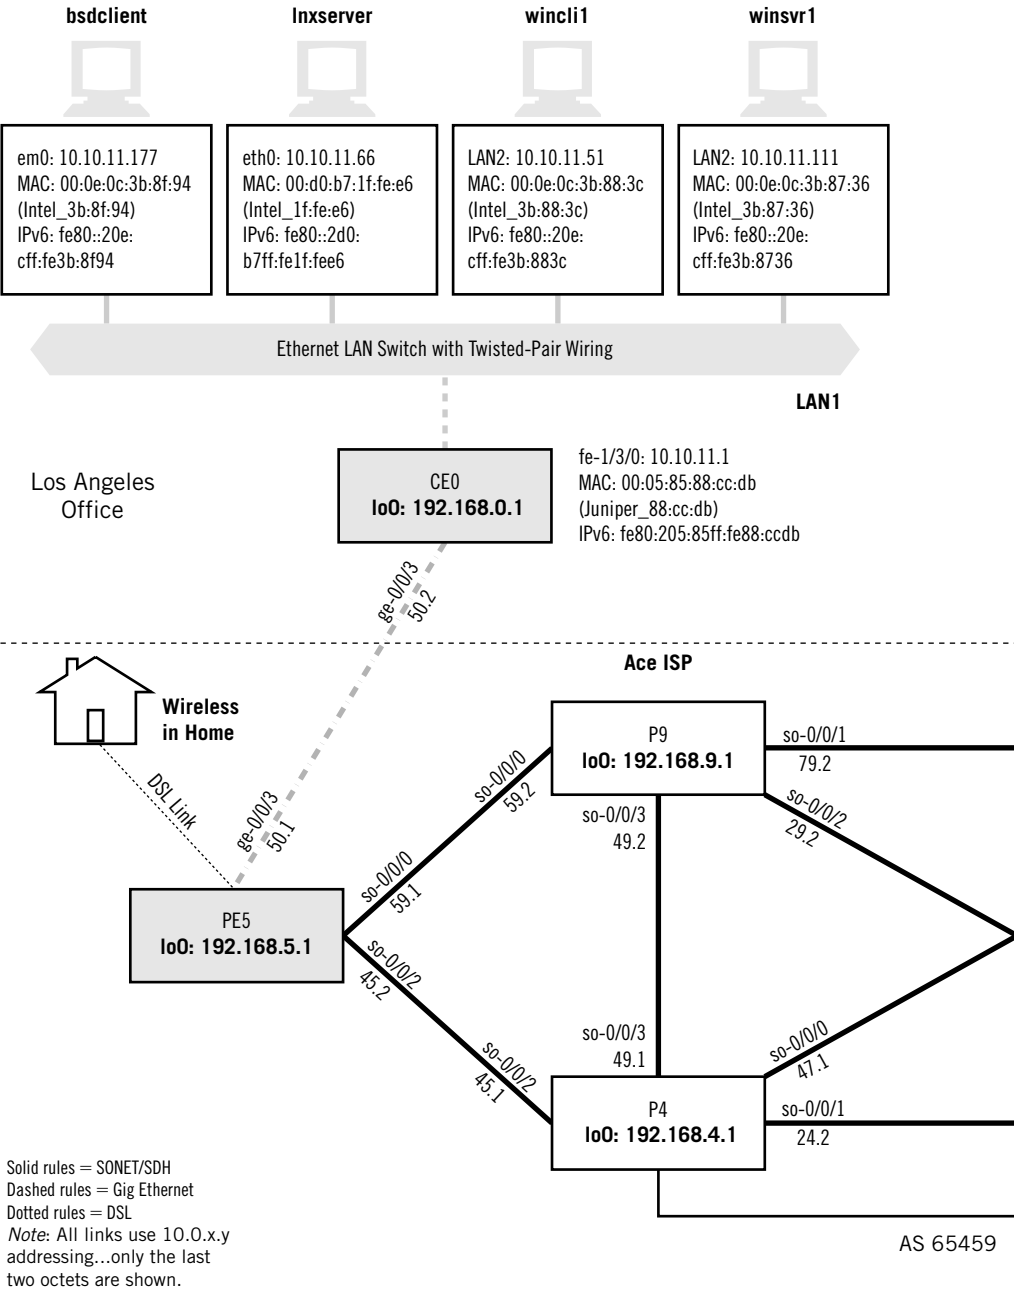 bsdclient
lnxserver
wincli1
winsvr1
em0: 10.10.11.177
MAC: 00:0e:0c:3b:8f:94
(Intel_3b:8f:94)
IPv6: fe80::20e:
cff:fe3b:8f94
eth0: 10.10.11.66
MAC: 00:d0:b7:1f:fe:e6
(Intel_1f:fe:e6)
IPv6: fe80::2d0:
b7ff:fe1f:fee6
LAN2: 10.10.11.51
MAC: 00:0e:0c:3b:88:3c
(Intel_3b:88:3c)
IPv6: fe80::20e:
cff:fe3b:883c
LAN2: 10.10.11.111
MAC: 00:0e:0c:3b:87:36
(Intel_3b:87:36)
IPv6: fe80::20e:
cff:fe3b:8736
Ethernet LAN Switch with Twisted-Pair Wiring
LAN1
Los Angeles
Office
CE0
lo0: 192.168.0.1
fe-1/3/0: 10.10.11.1
MAC: 00:05:85:88:cc:db
(Juniper_88:cc:db)
IPv6: fe80:205:85ff:fe88:ccdb
ge-0/0/3
50.2
Ace ISP
Wireless
in Home
DSL Link
ge-0/0/3
50.1
so-0/0/0
59.2
P9
lo0: 192.168.9.1
so-0/0/1
79.2
so-0/0/2
29.2
so-0/0/3
49.2
so-0/0/0
59.1
PE5
lo0: 192.168.5.1
so-0/0/2
45.2
so-0/0/2
45.1
so-0/0/3
49.1
so-0/0/0
47.1
P4
lo0: 192.168.4.1
so-0/0/1
24.2
Solid rules = SONET/SDH
Dashed rules = Gig Ethernet
Dotted rules = DSL
Note: All links use 10.0.x.y
addressing...only the last
two octets are shown.
AS 65459